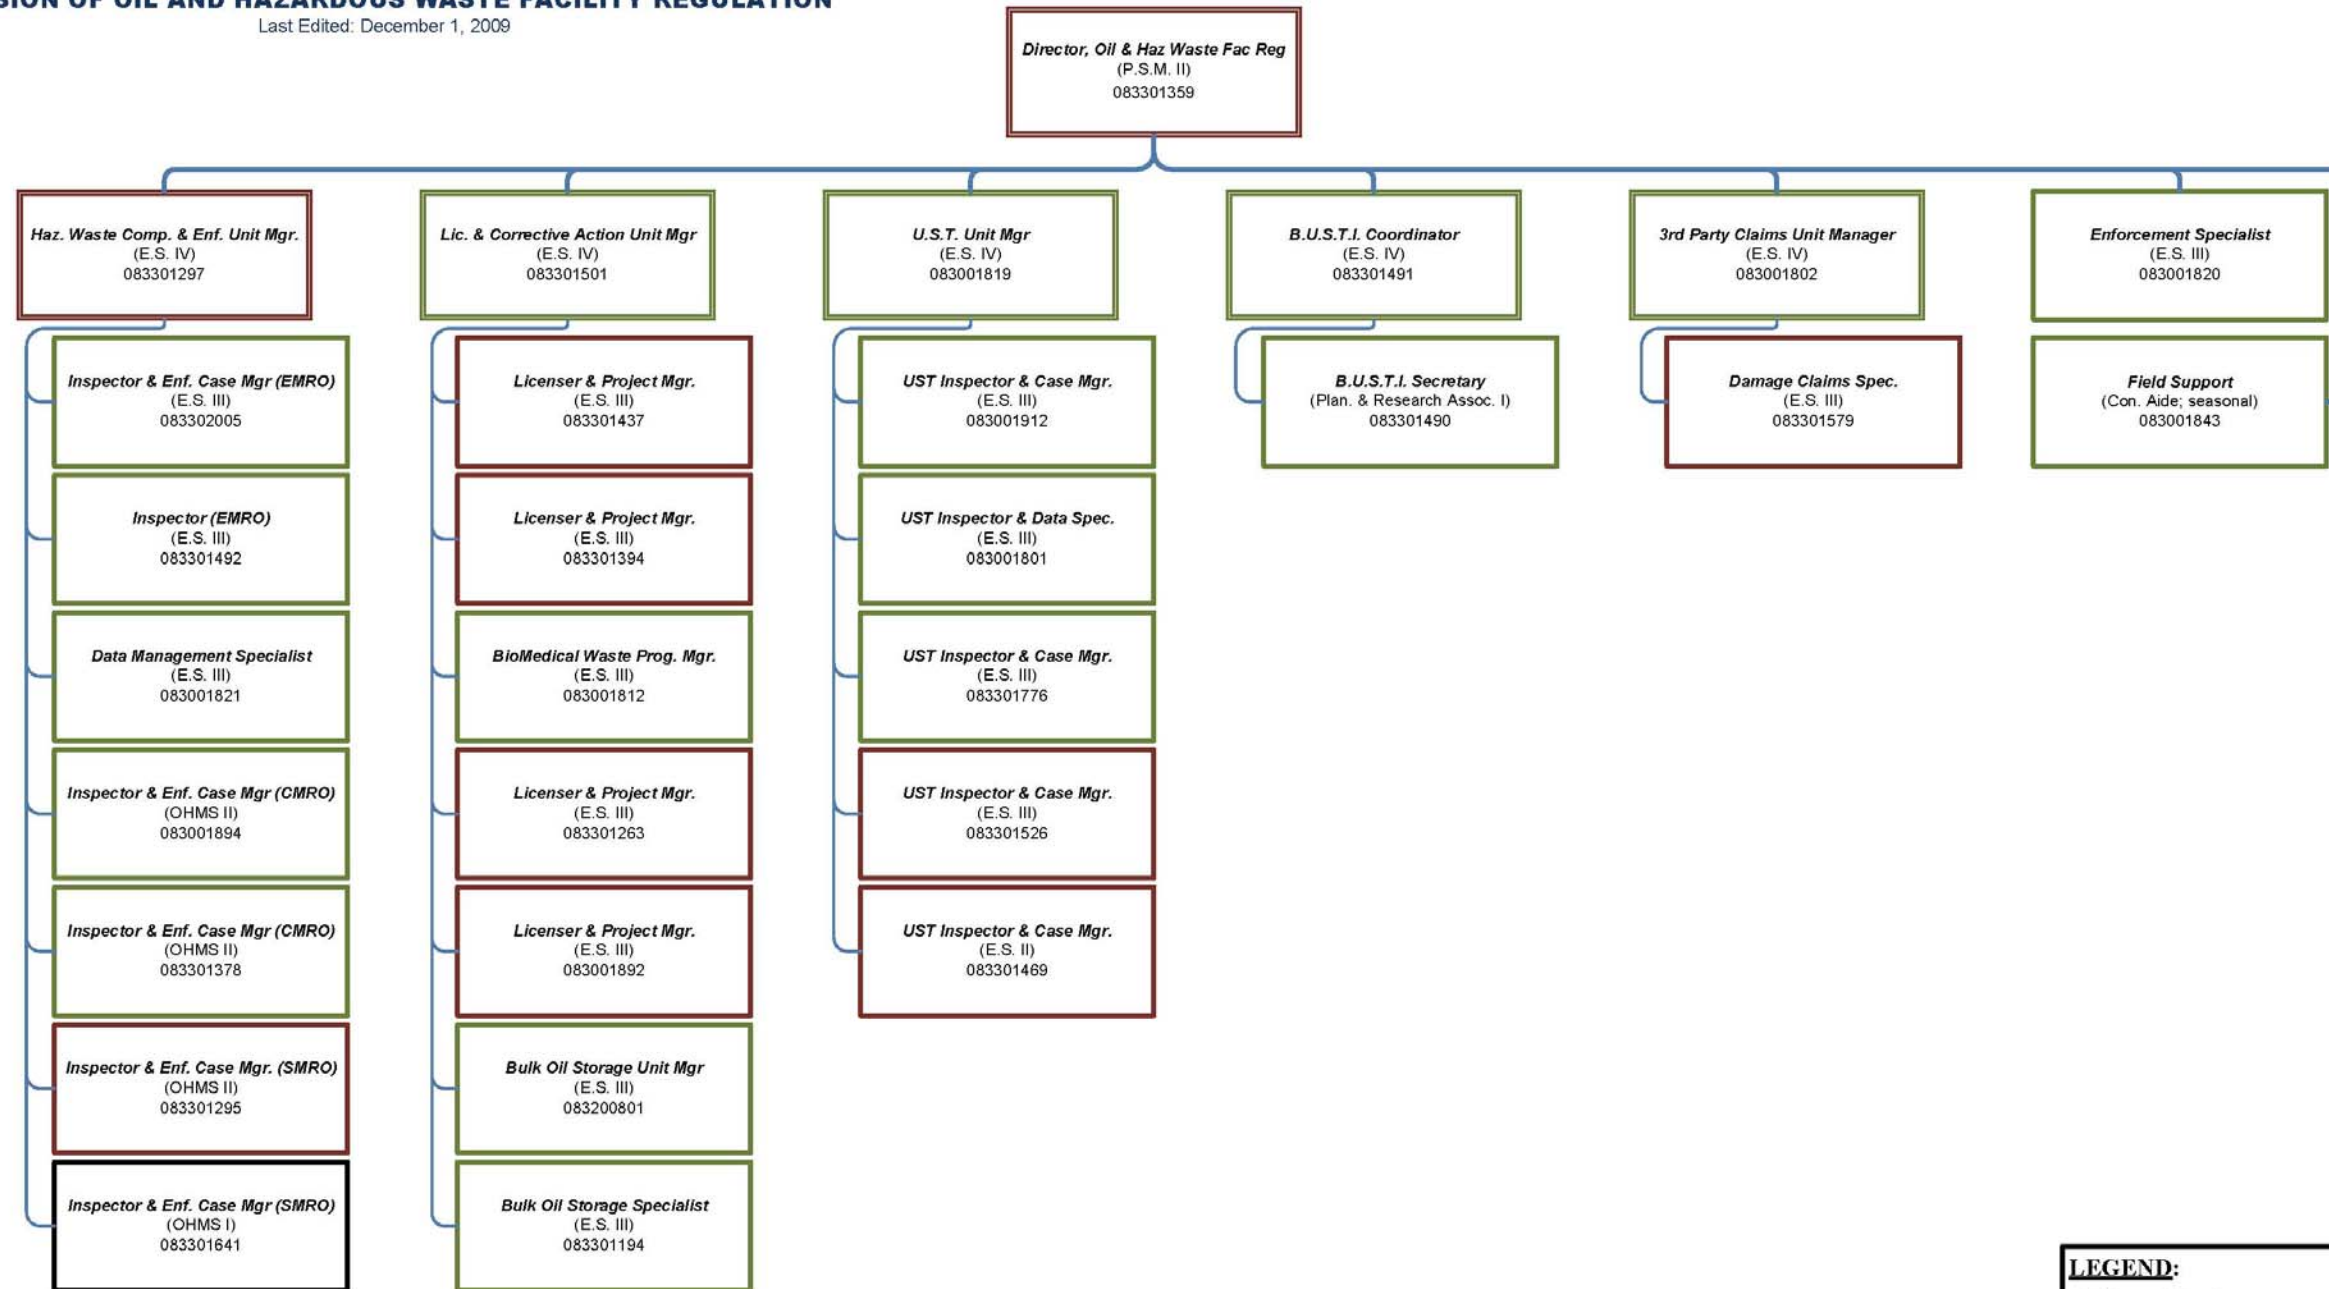 OF OIL AND HAZARDOUS WASTE FACILITY REGULATION
Last Edited: December 1, 2009
Director, Oil & Haz Waste Fac Reg
(P.S.M. II)
083301359
Haz. Waste Comp. & Enf. Unit Mgr.
(E.S. IV)
083301297
Lic. & Corrective Action Unit Mgr
(E.S. IV)
083301501
U.S.T. Unit Mgr
(E.S. IV)
083001819
B.U.S.T.I. Coordinator
(E.S. IV)
083301491
3rd Party Claims Unit Manager
(E.S. IV)
083001802
Enforcement Specialist
(E.S. III)
083001820
Inspector & Enf. Case Mgr (EMRO)
(E.S. III)
083302005
Inspector (EMRO)
(E.S. III)
083301492
Data Management Specialist
(E.S. III)
083001821
Inspector & Enf. Case Mgr (CMRO)
(OHMS II)
083001894
Inspector & Enf. Case Mgr (CMRO)
(OHMS II)
083301378
Inspector & Enf. Case Mgr. (SMRO)
(OHMS II)
083301295
Inspector & Enf. Case Mgr (SMRO)
(OHMS I)
083301641
Licenser & Project Mgr.
(E.S. III)
083301437
Licenser & Project Mgr.
(E.S. III)
083301394
BioMedical Waste Prog. Mgr.
(E.S. III)
083001812
Licenser & Project Mgr.
(E.S. III)
083301263
Licenser & Project Mgr.
(E.S. III)
083001892
Bulk Oil Storage Unit Mgr
(E.S. III)
083200801
Bulk Oil Storage Specialist
(E.S. III)
083301194
UST Inspector & Case Mgr.
(E.S. III)
083001912
UST Inspector & Data Spec.
(E.S. III)
083001801
UST Inspector & Case Mgr.
(E.S. III)
083301776
UST Inspector & Case Mgr.
(E.S. III)
083301526
UST Inspector & Case Mgr.
(E.S. II)
083301469
B.U.S.T.I. Secretary
(Plan. & Research Assoc. I)
083301490
Damage Claims Spec.
(E.S. III)
083301579
Field Support
(Con. Aide; seasonal)
083001843
LEGEND: